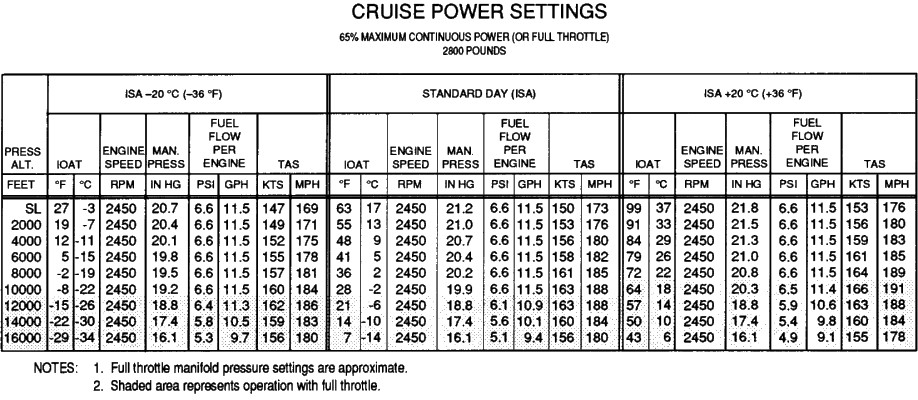 CRUISE POWER SETTINGS
65% MAXIMUM CONTINUOUS POWER (OR FULL THROTTLE)
2800 POUNDS
ISA –20 °C (–36 °F) STANDARD DAY (ISA) ISA +20 °C (+36 °F)
PRESS ALT. IOAT ENGINE SPEED MAN. PRESS FUEL FLOW PER ENGINE TAS IOAT ENGINE SPEED MAN. PRESS FUEL FLOW PER ENGINE TAS IOAT ENGINE SPEED MAN. PRESS FUEL FLOW PER ENGINE TAS
FEET °F °C RPM IN HG PSI GPH KTS MPH °F °C RPM IN HG PSI GPH KTS MPH °F °C RPM IN HG PSI GPH KTS MPH
SL 27 -3 2450 20.7 6.6 11.5 147 169 63 17 2450 21.2 6.6 11.5 150 173 99 37 2450 21.8 6.6 11.5 153 176
2000 19 -7 2450 20.4 6.6 11.5 149 171 55 13 2450 21.0 6.6 11.5 153 176 91 33 2450 21.5 6.6 11.5 156 180
4000 12 -11 2450 20.1 6.6 11.5 152 175 48 9 2450 20.7 6.6 11.5 156 180 84 29 2450 21.3 6.6 11.5 159 183
6000 5 -15 2450 19.8 6.6 11.5 155 178 41 5 2450 20.4 6.6 11.5 158 182 79 26 2450 21.0 6.6 11.5 161 185
8000 -2 -19 2450 19.5 6.6 11.5 157 181 36 2 2450 20.2 6.6 11.5 161 185 72 22 2450 20.8 6.6 11.5 164 189
10000 -8 -22 2450 19.2 6.6 11.5 160 184 28 -2 2450 19.9 6.6 11.5 163 188 64 18 2450 20.3 6.5 11.4 166 191
12000 -15 -26 2450 18.8 6.4 11.3 162 186 21 -6 2450 18.8 6.1 10.9 163 188 57 14 2450 18.8 5.9 10.6 163 188
14000 -22 -30 2450 17.4 5.8 10.5 159 183 14 -10 2450 17.4 5.6 10.1 160 184 50 10 2450 17.4 5.4 9.8 160 184
16000 -29 -34 2450 16.1 5.3 9.7 156 180 7 -14 2450 16.1 5.1 9.4 156 180 43 6 2450 16.1 4.9 9.1 155 178
NOTES: 1. Full throttle manifold pressure settings are approximate.
2. Shaded area represents operation with full throttle.